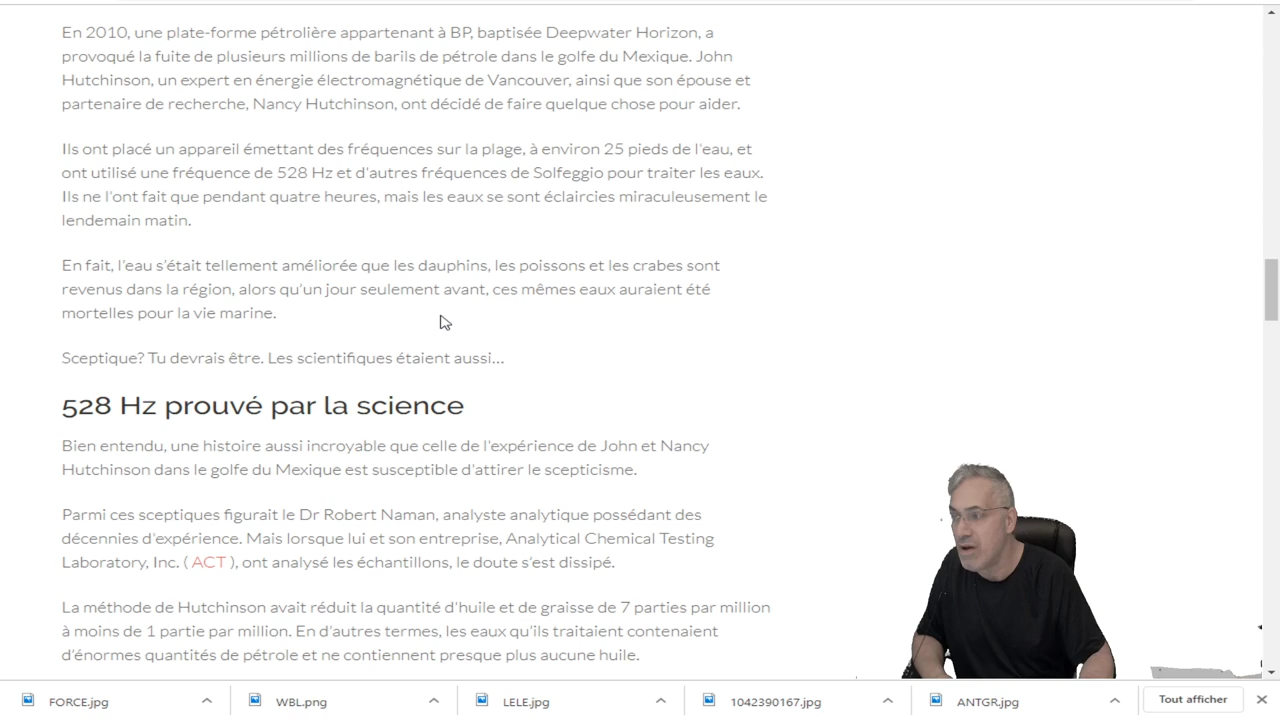 En 2010, une plate-forme pétrolière appartenant à BP, baptisée Deepwater Horizon, a
provoqué la fuite de plusieurs millions de barils de pétrole dans le golfe du Mexique. John
Hutchinson, un expert en énergie électromagnétique de Vancouver, ainsi que son épouse et
partenaire de recherche, Nancy Hutchinson, ont décidé de faire quelque chose pour aider.
Ils ont placé un appareil émettant des fréquences sur la plage, à environ 25 pieds de l'eau, et
ont utilisé une fréquence de 528 Hz et d'autres fréquences de Solfeggio pour traiter les eaux.
Ils ne l'ont fait que pendant quatre heures, mais les eaux se sont éclaircies miraculeusement le
lendemain matin.
En fait, l'eau s'était tellement améliorée que les dauphins, les poissons et les crabes sont
revenus dans la région, alors qu'un jour seulement avant, ces mêmes eaux auraient été
mortelles pour la vie marine.
Sceptique? Tu devrais être. Les scientifiques étaient aussi...
528 Hz prouvé par la science
Bien entendu, une histoire aussi incroyable que celle de l'expérience de John et Nancy
Hutchinson dans le golfe du Mexique est susceptible d'attirer le scepticisme.
Parmi ces sceptiques figurait le Dr Robert Naman, analyste analytique possédant des
décennies d'expérience. Mais lorsque lui et son entreprise, Analytical Chemical Testing
Laboratory, Inc. ( ACT ), ont analysé les échantillons, le doute s'est dissipé.
La méthode de Hutchinson avait réduit la quantité d'huile et de graisse de 7 parties par million
à moins de 1 partie par million. En d'autres termes, les eaux qu'ils traitaient contenaient
d'énormes quantités de pétrole et ne contiennent presque plus aucune huile.
FORCE.jpg
WBL.png
LELE.jpg
1042390167.jpg
ANTGR.jpg
Tout afficher